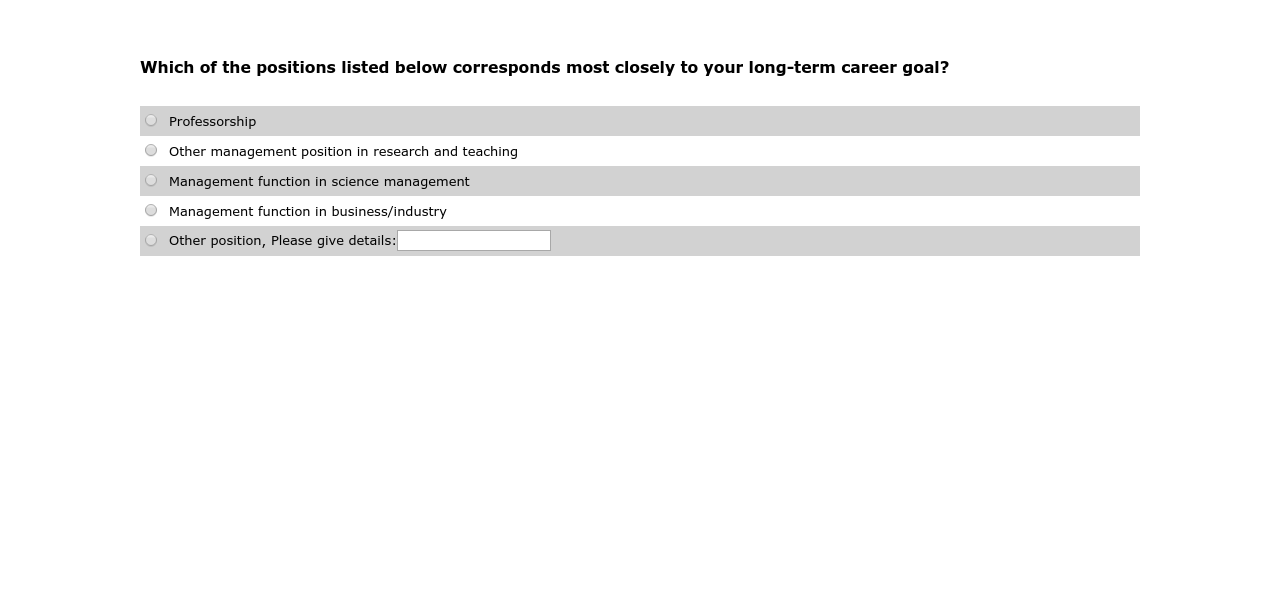 Which of the positions listed below corresponds most closely to your long-term career goal?
Professorship
Other management position in research and teaching
Management function in science management
Management function in business/industry
Other position, Please give details: